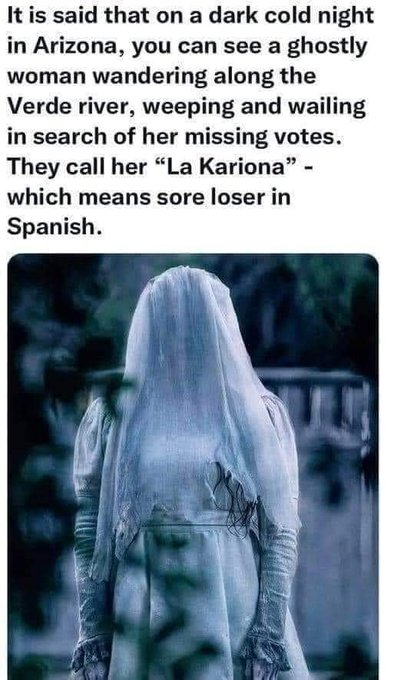 It is said that on a dark cold night
in Arizona, you can see a ghostly
woman wandering along the
Verde river, weeping and wailing
in search of her missing votes.
They call her “La Kariona” -
which means sore loser in
Spanish.